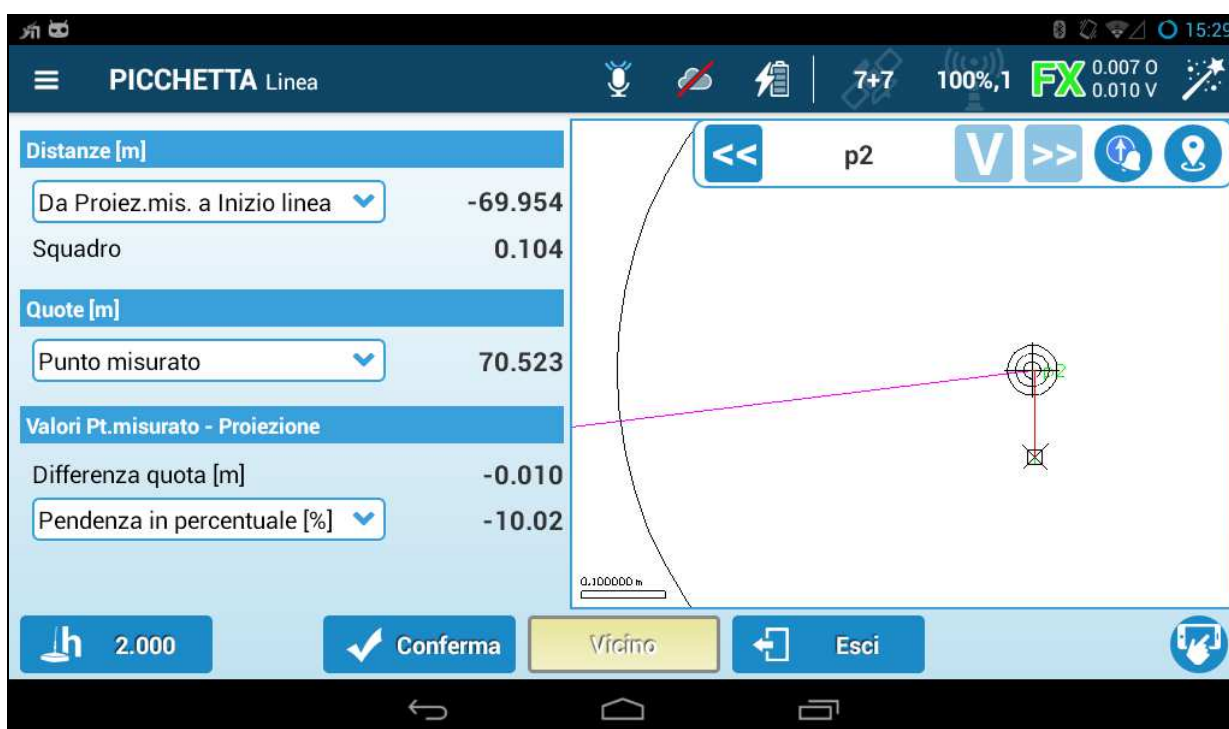 15:29
PICCHETTA Linea
7+7
100%,1
FX
0.007 O
0.010 V
Distanze [m]
Da Proiez.mis. a Inizio linea -69.954
Squadro 0.104
Quote [m]
Punto misurato 70.523
Valori Pt.misurato - Proiezione
Differenza quota [m] -0.010
Pendenza in percentuale [%] -10.02
<< p2 V >>
p2
0.100000 m
h 2.000 Conferma Vicino Esci